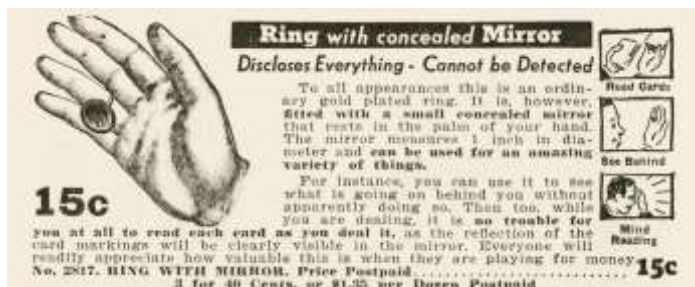 Ring with concealed Mirror
Discloses Everything - Cannot be Detected
To all appearances this is an ordin-
ary gold plated ring. It is, however,
fitted with a small concealed mirror
that rests in the palm of your hand.
The mirror measures 1 inch in dia-
meter and can be used for an amazing
variety of things.
For instance, you can use it to see
what is going on behind you without
apparently doing so. Then too, while
you are dealing, it is no trouble for
you at all to read each card as you deal it, as the reflection of the
card markings will be clearly visible in the mirror. Everyone will
readily appreciate how valuable this is when they are playing for money.
No. 2817. RING WITH MIRROR. Price Postpaid 15c
3 for 40 Cents, or $1.35 per Dozen Postpaid
15c
Read Cards
See Behind
Mind
Reading